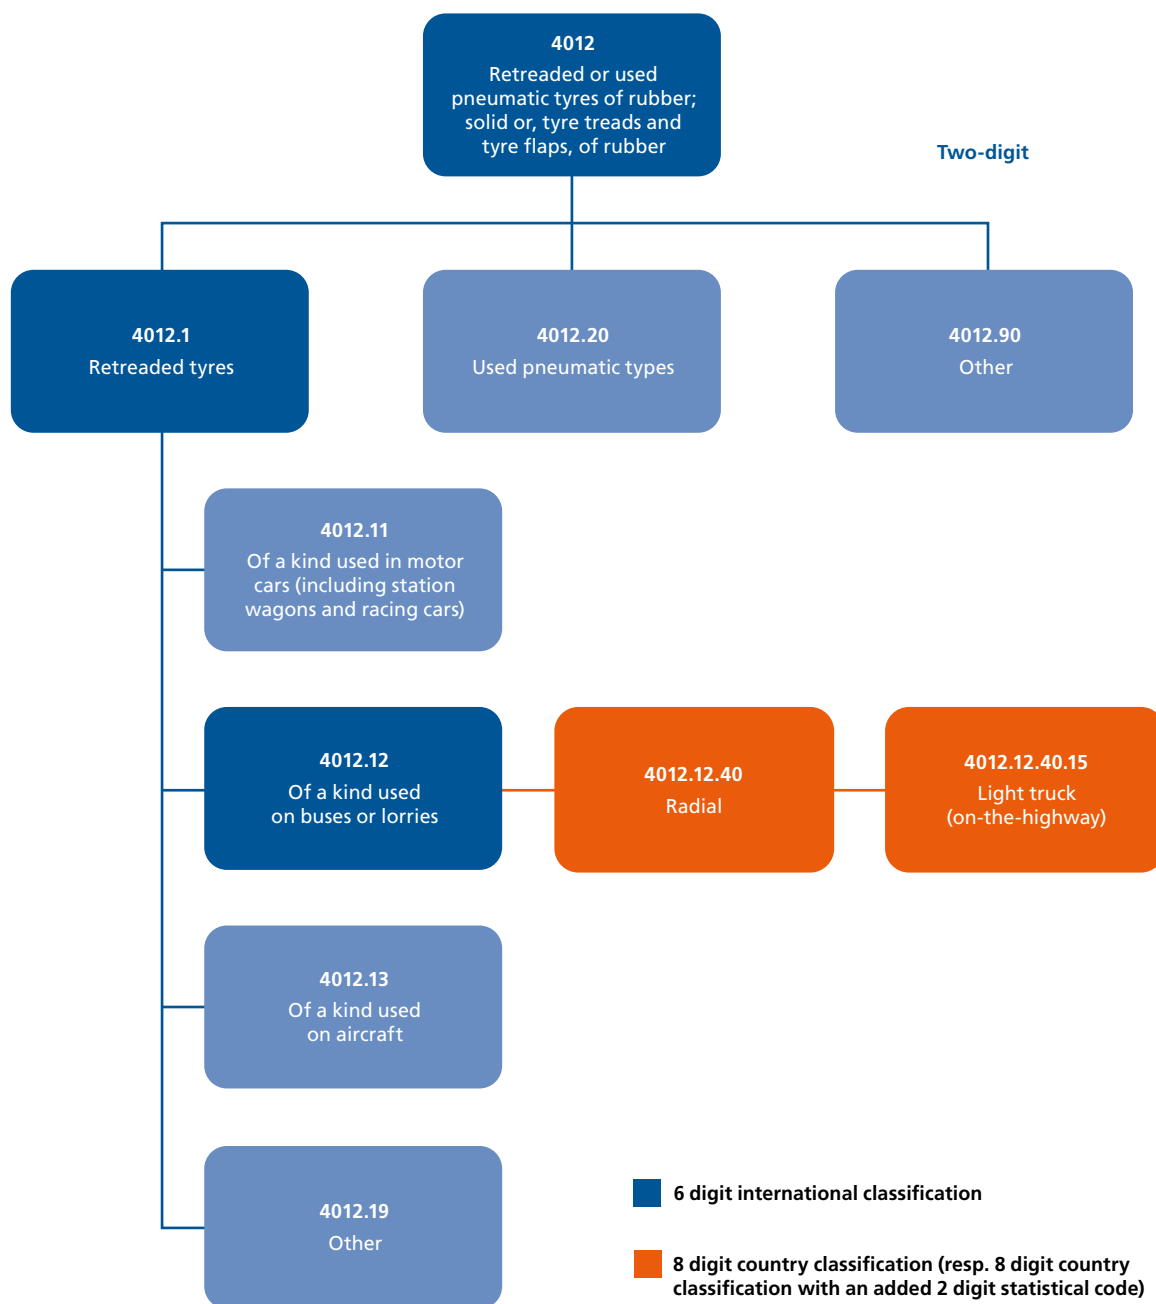 4012
Retreaded or used
pneumatic tyres of rubber;
solid or, tyre treads and
tyre flaps, of rubber
Two-digit
4012.1
Retreaded tyres
4012.20
Used pneumatic types
4012.90
Other
4012.11
Of a kind used in motor
cars (including station
wagons and racing cars)
4012.12
Of a kind used
on buses or lorries
4012.12.40
Radial
4012.12.40.15
Light truck
(on-the-highway)
4012.13
Of a kind used
on aircraft
4012.19
Other
6 digit international classification
8 digit country classification (resp. 8 digit country
classification with an added 2 digit statistical code)